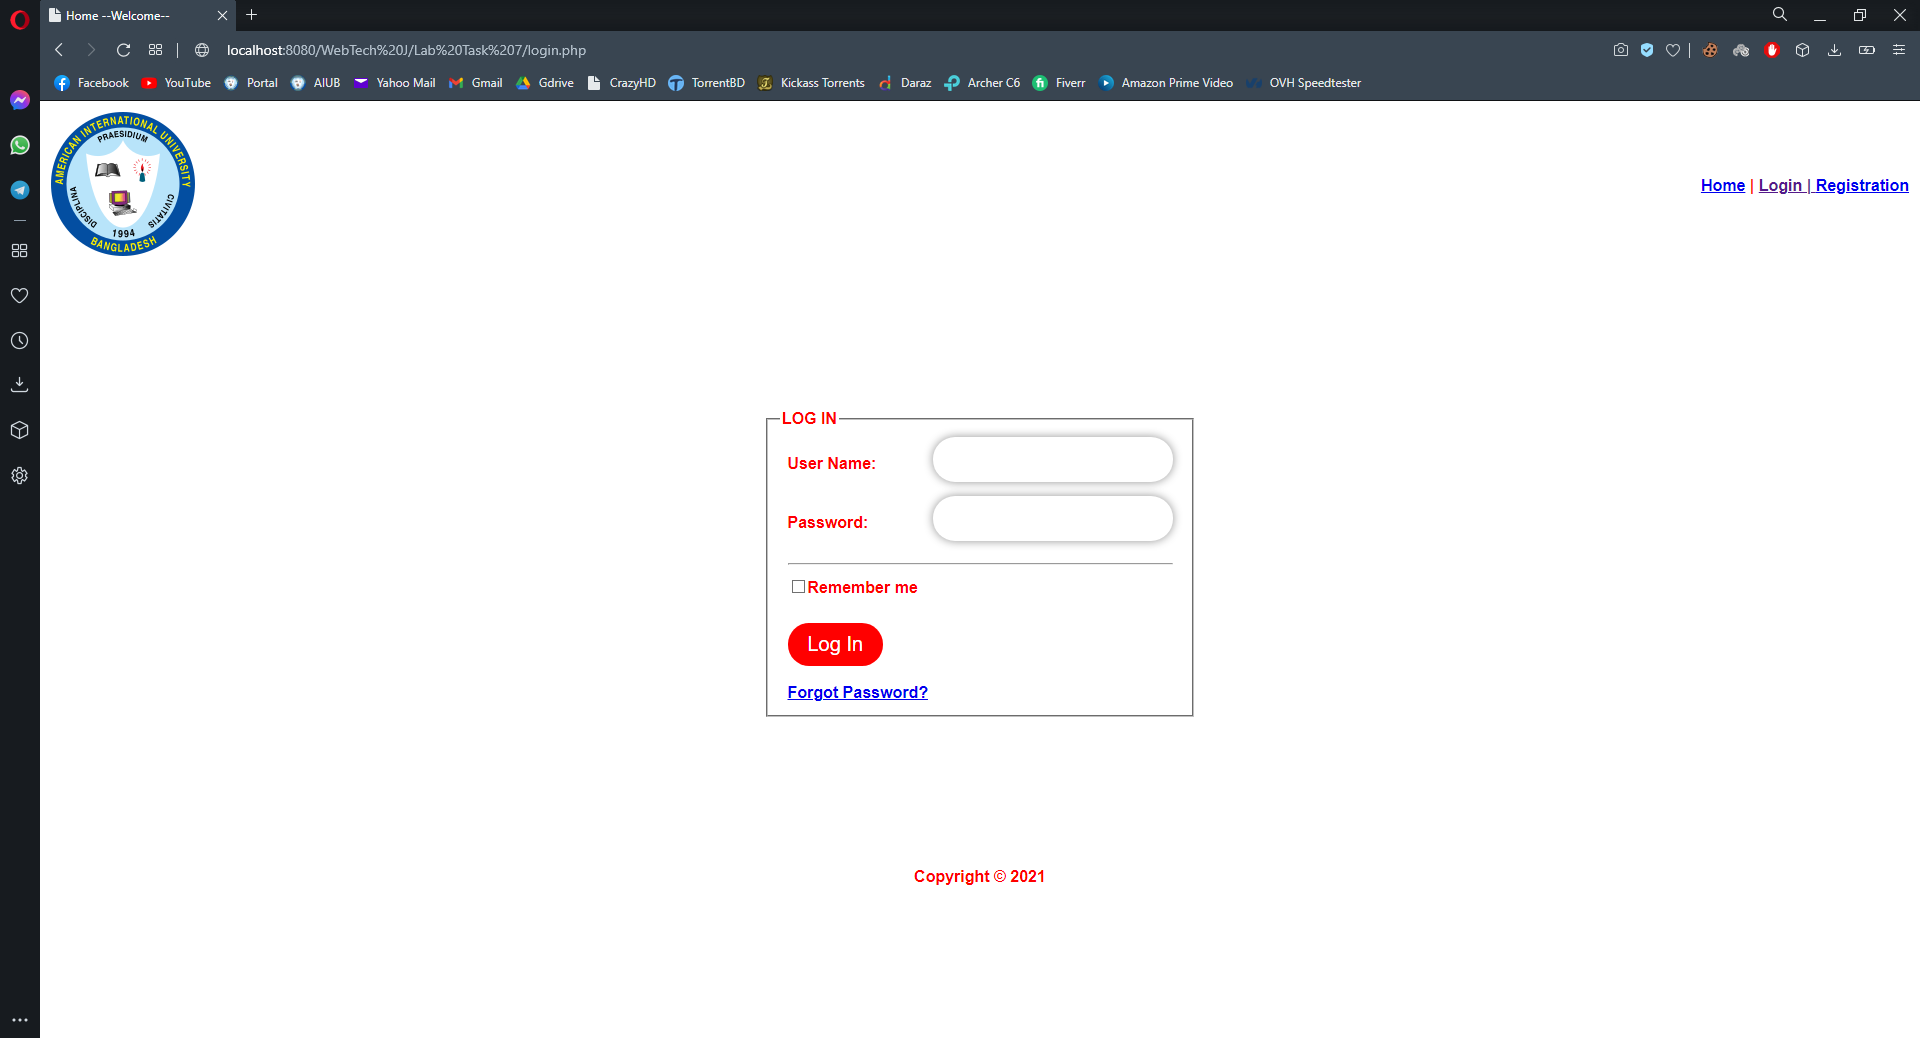 Home --Welcome--
localhost:8080/WebTech%20J/Lab%20Task%207/login.php
Facebook YouTube Portal AIUB Yahoo Mail Gmail Gdrive CrazyHD TorrentBD Kickass Torrents Daraz Archer C6 Fiverr Amazon Prime Video OVH Speedtester
AMERICAN INTERNATIONAL UNIVERSITY
PRAESIDIUM
DISCIPLINA
CIVITATIS
1994
BANGLADESH
Home | Login | Registration
LOG IN
User Name:
Password:
Remember me
Log In
Forgot Password?
Copyright © 2021